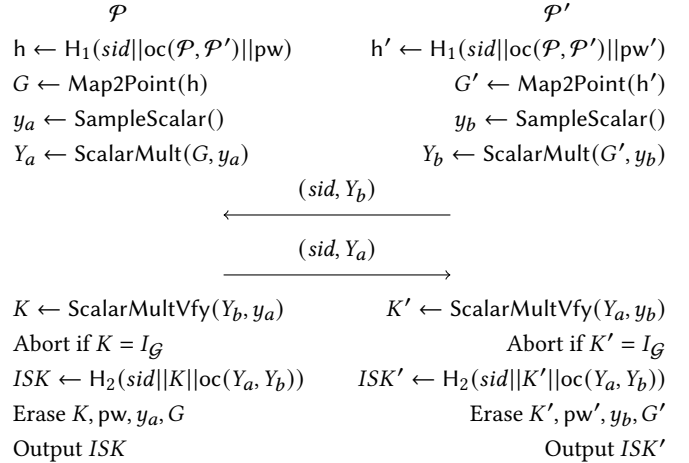 𝒫 𝒫′
h ← H₁(sid||oc(𝒫, 𝒫′)||pw) h′ ← H₁(sid||oc(𝒫, 𝒫′)||pw′)
G ← Map2Point(h) G′ ← Map2Point(h′)
yₐ ← SampleScalar() y_b ← SampleScalar()
Yₐ ← ScalarMult(G, yₐ) Y_b ← ScalarMult(G′, y_b)
(sid, Y_b)
(sid, Yₐ)
K ← ScalarMultVfy(Y_b, yₐ) K′ ← ScalarMultVfy(Yₐ, y_b)
Abort if K = I_𝒢 Abort if K′ = I_𝒢
ISK ← H₂(sid||K||oc(Yₐ, Y_b)) ISK′ ← H₂(sid||K′||oc(Yₐ, Y_b))
Erase K, pw, yₐ, G Erase K′, pw′, y_b, G′
Output ISK Output ISK′